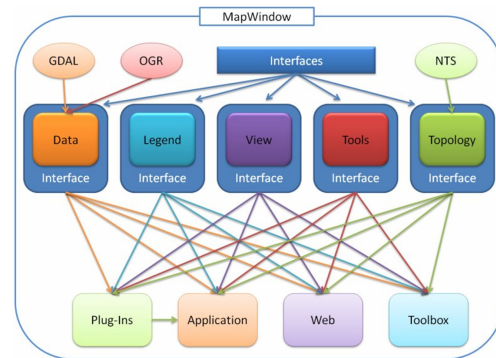 MapWindow
GDAL
OGR
Interfaces
NTS
Data
Legend
View
Tools
Topology
Interface
Interface
Interface
Interface
Interface
Plug-Ins
Application
Web
Toolbox